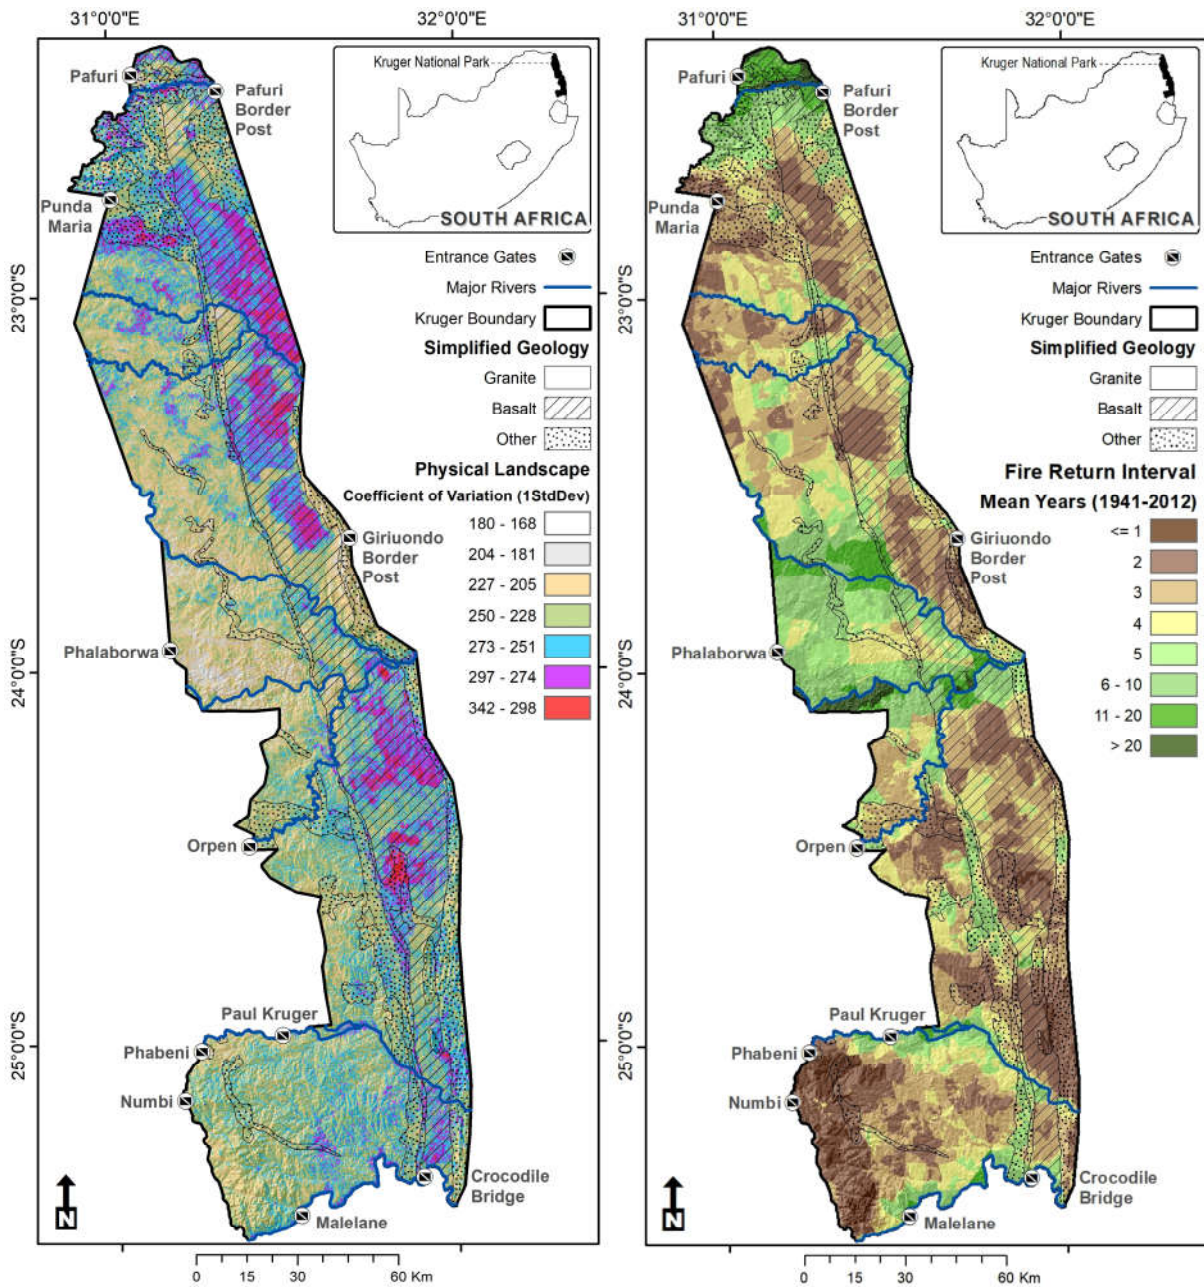 31°0'0"E
32°0'0"E
Kruger National Park
SOUTH AFRICA
Pafuri
Pafuri
Border
Post
Punda
Maria
Entrance Gates
Major Rivers
Kruger Boundary
Simplified Geology
Granite
Basalt
Other
Physical Landscape
Coefficient of Variation (1StdDev)
180 - 168
204 - 181
227 - 205
250 - 228
273 - 251
297 - 274
342 - 298
23°0'0"S
24°0'0"S
25°0'0"S
Giriuondo
Border
Post
Phalaborwa
Orpen
Paul Kruger
Phabeni
Numbi
Crocodile
Bridge
Malelane
N
0 15 30 60 Km
31°0'0"E
32°0'0"E
Kruger National Park
SOUTH AFRICA
Pafuri
Pafuri
Border
Post
Punda
Maria
Entrance Gates
Major Rivers
Kruger Boundary
Simplified Geology
Granite
Basalt
Other
Fire Return Interval
Mean Years (1941-2012)
<= 1
2
3
4
5
6 - 10
11 - 20
> 20
23°0'0"S
24°0'0"S
25°0'0"S
Giriuondo
Border
Post
Phalaborwa
Orpen
Paul Kruger
Phabeni
Numbi
Crocodile
Bridge
Malelane
N
0 15 30 60 Km